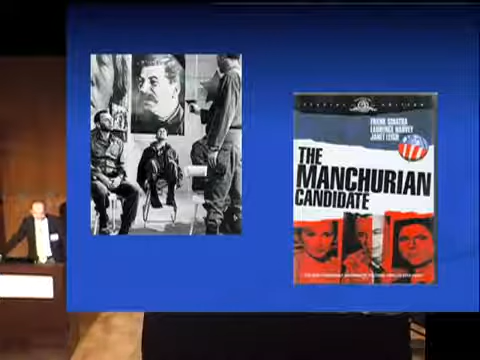 SPECIAL EDITION
FRANK SINATRA
LAURENCE HARVEY
JANET LEIGH
THE
MANCHURIAN
CANDIDATE